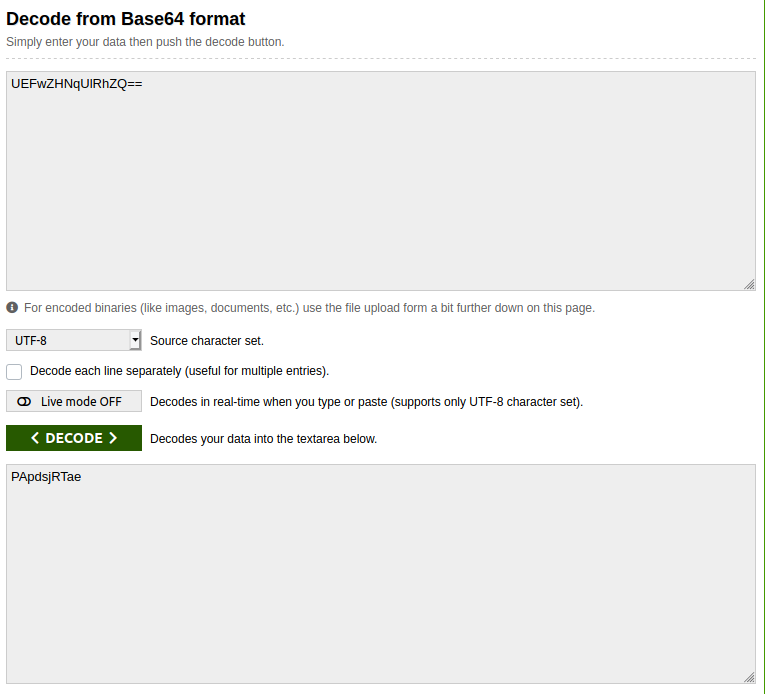 Decode from Base64 format
Simply enter your data then push the decode button.
UEFwZHNqUlRhZQ==
For encoded binaries (like images, documents, etc.) use the file upload form a bit further down on this page.
UTF-8 Source character set.
Decode each line separately (useful for multiple entries).
Live mode OFF Decodes in real-time when you type or paste (supports only UTF-8 character set).
< DECODE > Decodes your data into the textarea below.
PApdsjRTae